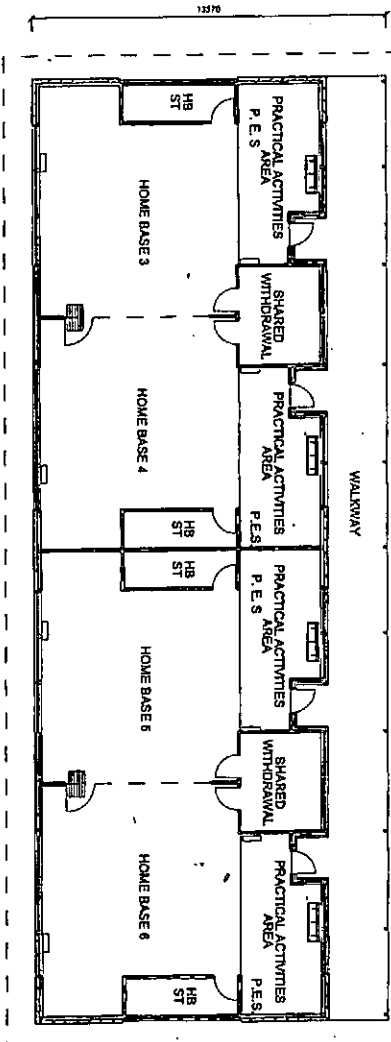 13370
HB
ST
PRACTICAL ACTIVITIES
AREA
P. E. S
HOME BASE 3
SHARED
WITHDRAWAL
HOME BASE 4
PRACTICAL ACTIVITIES
AREA
P.E.S.
WALKWAY
HB
ST
HB
ST
PRACTICAL ACTIVITIES
AREA
P. E. S
HOME BASE 5
SHARED
WITHDRAWAL
HOME BASE 6
PRACTICAL ACTIVITIES
AREA
P.E.S.
HB
ST